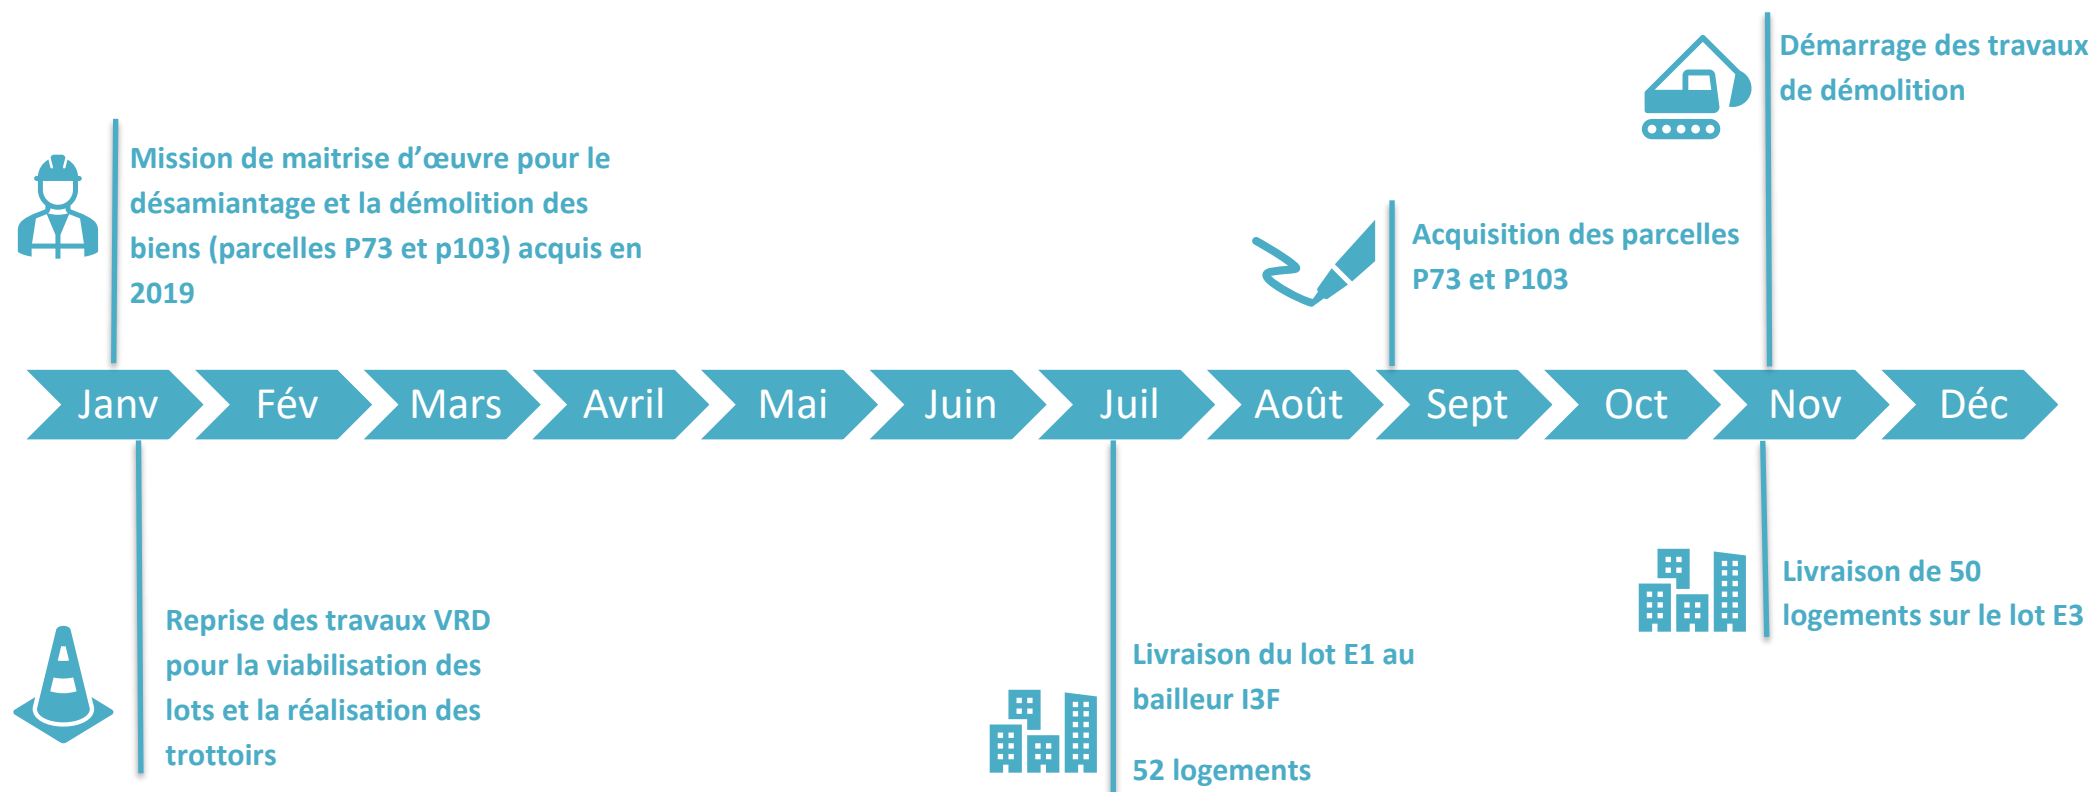 Démarrage des travaux
de démolition
Mission de maitrise d’œuvre pour le
désamiantage et la démolition des
biens (parcelles P73 et p103) acquis en
2019
Acquisition des parcelles
P73 et P103
Janv
Fév
Mars
Avril
Mai
Juin
Juil
Août
Sept
Oct
Nov
Déc
Reprise des travaux VRD
pour la viabilisation des
lots et la réalisation des
trottoirs
Livraison du lot E1 au
bailleur I3F
52 logements
Livraison de 50
logements sur le lot E3